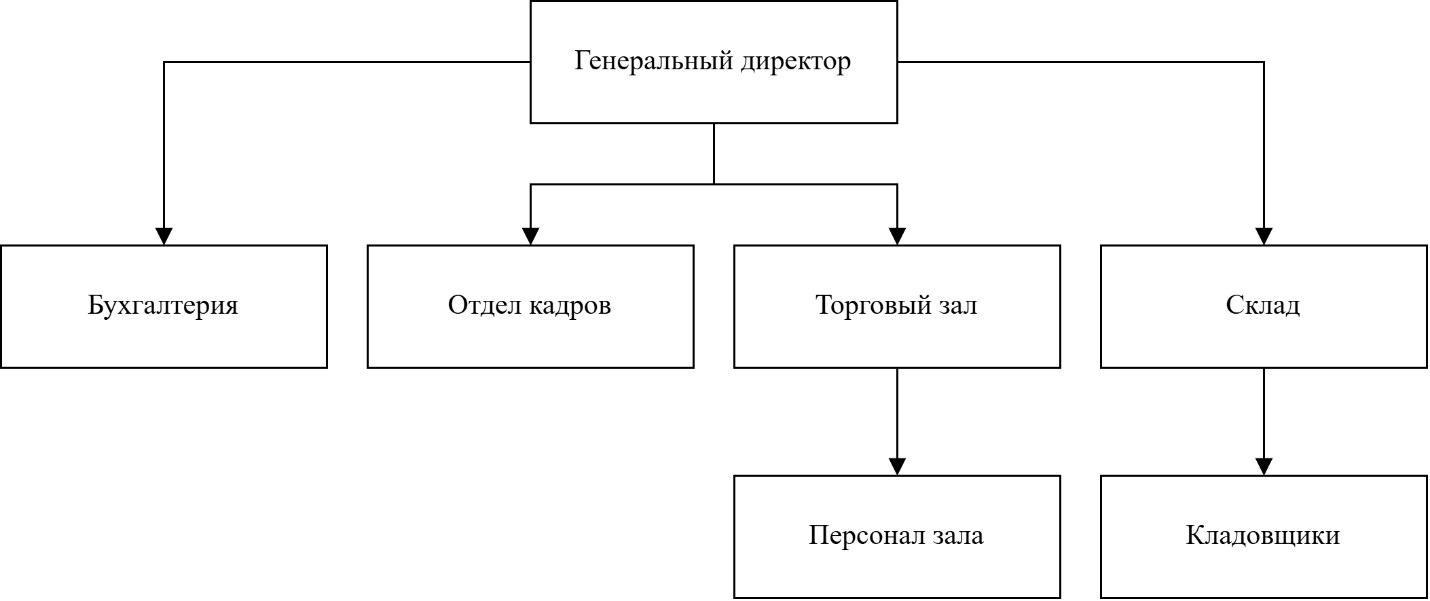 Генеральный директор
Бухгалтерия
Отдел кадров
Торговый зал
Склад
Персонал зала
Кладовщики